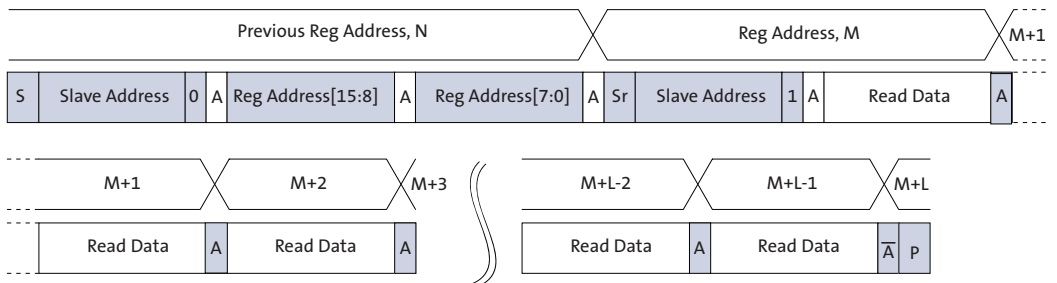 Previous Reg Address, N Reg Address, M M+1
S Slave Address 0 A Reg Address[15:8] A Reg Address[7:0] A Sr Slave Address 1 A Read Data A
M+1 M+2 M+3 M+L-2 M+L-1 M+L
Read Data A Read Data A Read Data A Read Data A̅ P